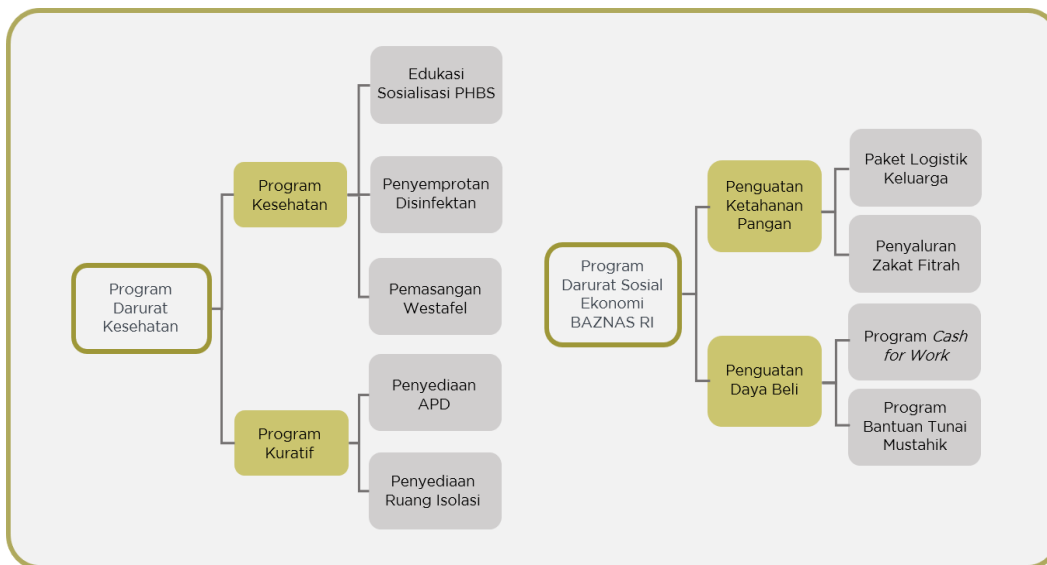 Program
Darurat
Kesehatan
Program
Kesehatan
Edukasi
Sosialisasi PHBS
Penyemprotan
Disinfektan
Pemasangan
Westafel
Program
Kuratif
Penyediaan
APD
Penyediaan
Ruang Isolasi
Program
Darurat Sosial
Ekonomi
BAZNAS RI
Penguatan
Ketahanan
Pangan
Paket Logistik
Keluarga
Penyaluran
Zakat Fitrah
Penguatan
Daya Beli
Program Cash
for Work
Program
Bantuan Tunai
Mustahik